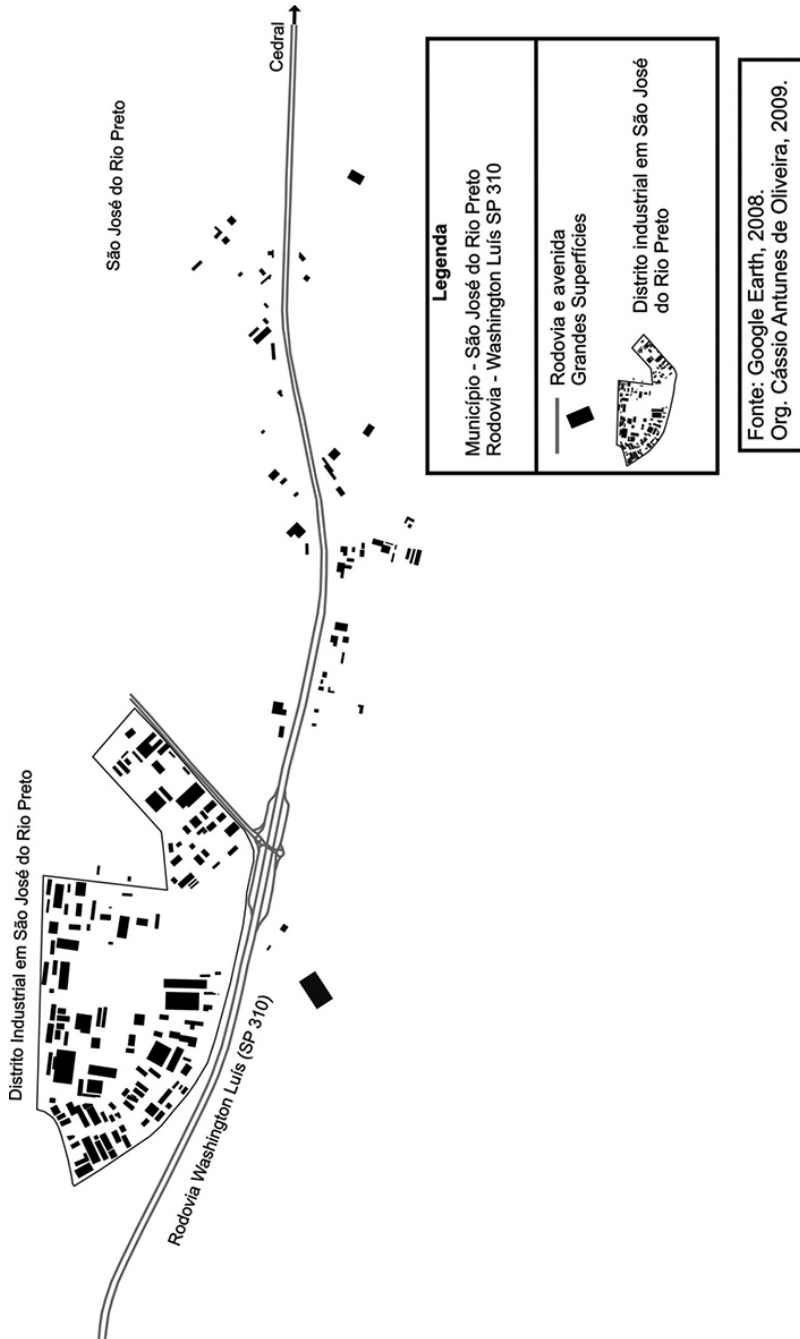 Distrito Industrial em São José do Rio Preto
São José do Rio Preto
Cedral
Rodovia Washington Luís (SP 310)
Legenda
Município - São José do Rio Preto
Rodovia - Washington Luís SP 310
Rodovia e avenida
Grandes Superfícies
Distrito industrial em São José
do Rio Preto
Fonte: Google Earth, 2008.
Org. Cássio Antunes de Oliveira, 2009.